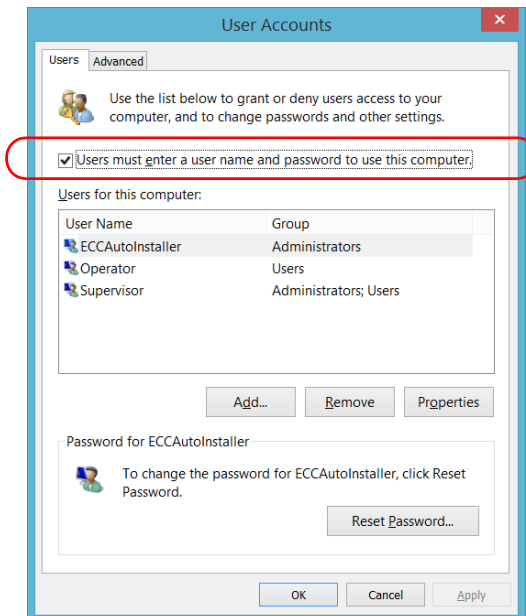 User Accounts
Users
Advanced
Use the list below to grant or deny users access to your
computer, and to change passwords and other settings.
Users must enter a user name and password to use this computer.
Users for this computer:
User Name Group
ECCAutoInstaller Administrators
Operator Users
Supervisor Administrators; Users
Add... Remove Properties
Password for ECCAutoInstaller
To change the password for ECCAutoInstaller, click Reset
Password.
Reset Password...
OK Cancel Apply